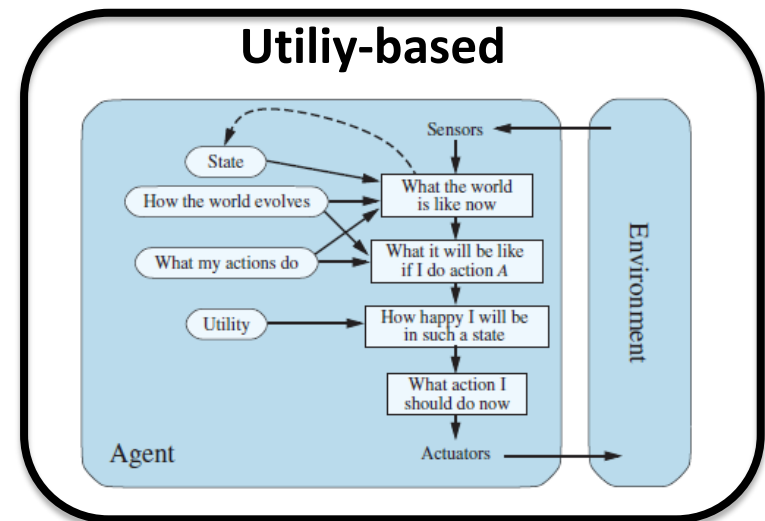 Utiliy-based
Sensors
State
What the world
is like now
How the world evolves
What it will be like
if I do action A
What my actions do
How happy I will be
in such a state
Utility
What action I
should do now
Agent
Actuators
Environment